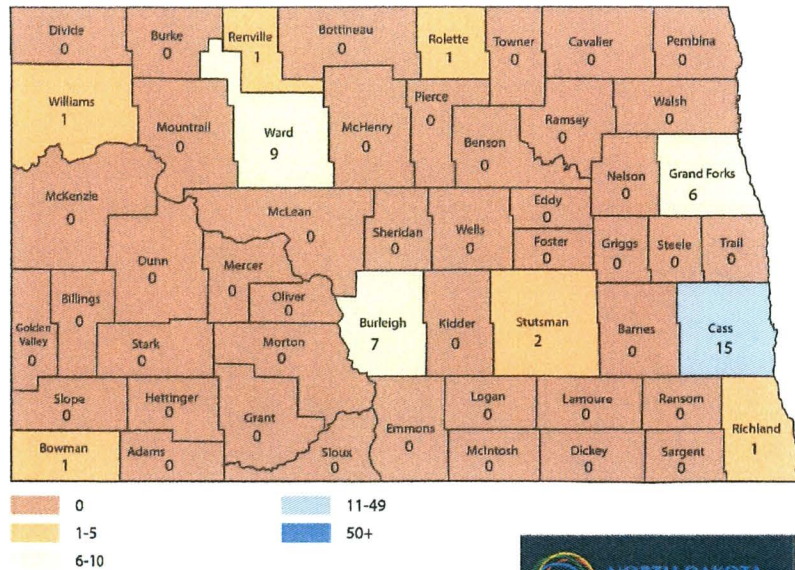 Divide
0
Burke
0
Renville
1
Bottineau
0
Rolette
1
Towner
0
Cavalier
0
Pembina
0
Williams
1
Mountrail
0
Ward
9
McHenry
0
Pierce
0
Benson
0
Ramsey
0
Walsh
0
Nelson
0
Grand Forks
6
McKenzie
0
Dunn
0
McLean
0
Mercer
0
Oliver
0
Sheridan
0
Wells
0
Eddy
0
Foster
0
Griggs
0
Steele
0
Trail
0
Golden
Valley
0
Billings
0
Stark
0
Morton
0
Burleigh
7
Kidder
0
Stutsman
2
Barnes
0
Cass
15
Slope
0
Hettinger
0
Grant
0
Bowman
1
Adams
0
Sioux
0
Emmons
0
Logan
0
Lamoure
0
Ransom
0
McIntosh
0
Dickey
0
Sargent
0
Richland
1
0
1-5
6-10
11-49
50+
NORTH DAKOTA